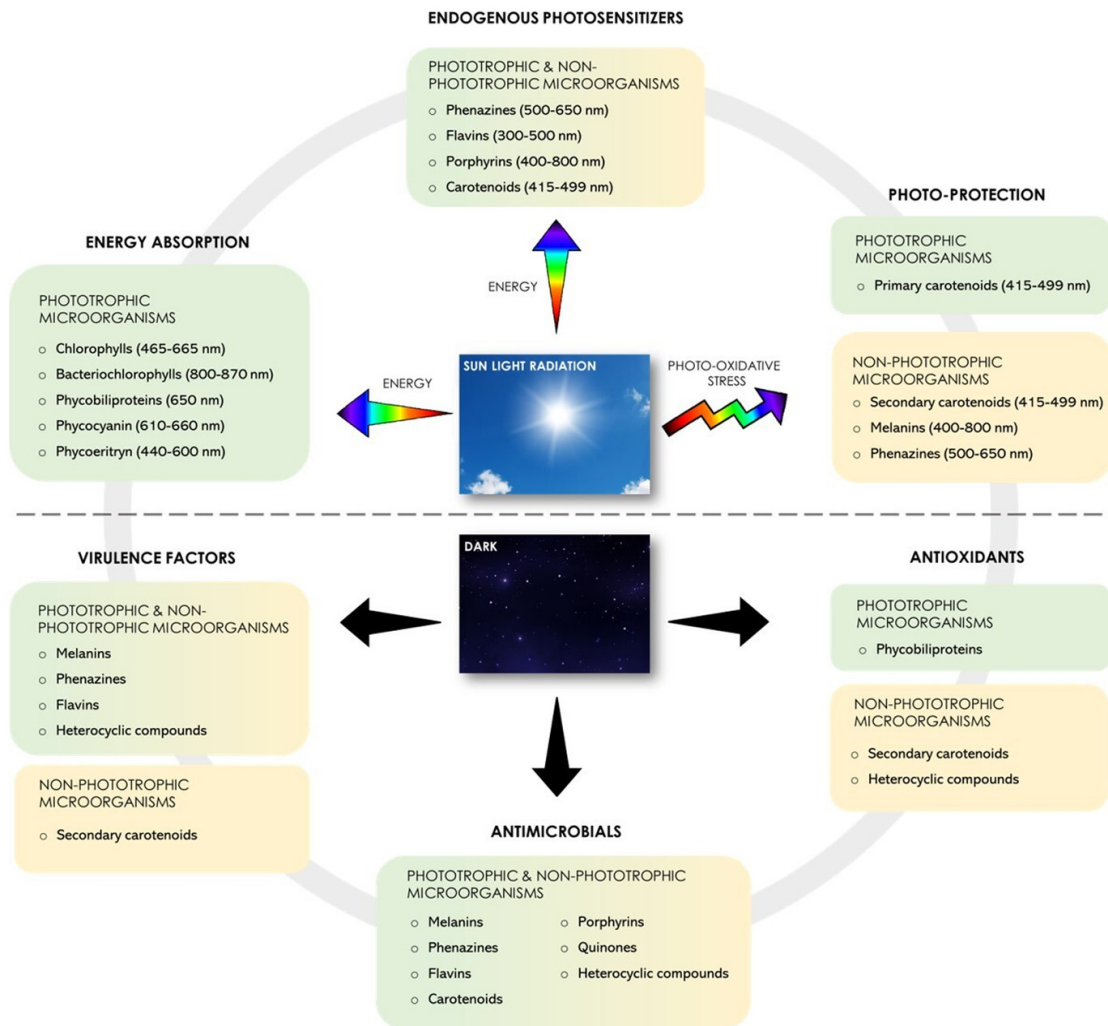 ENDOGENOUS PHOTOSENSITIZERS
PHOTOTROPHIC & NON-
PHOTOTROPHIC MICROORGANISMS
Phenazines (500-650 nm)
Flavins (300-500 nm)
Porphyrins (400-800 nm)
Carotenoids (415-499 nm)
ENERGY ABSORPTION
PHOTOTROPHIC
MICROORGANISMS
Chlorophylls (465-665 nm)
Bacteriochlorophylls (800-870 nm)
Phycobiliproteins (650 nm)
Phycocyanin (610-660 nm)
Phycoeritryn (440-600 nm)
ENERGY
ENERGY
SUN LIGHT RADIATION
PHOTO-OXIDATIVE
STRESS
PHOTO-PROTECTION
PHOTOTROPHIC
MICROORGANISMS
Primary carotenoids (415-499 nm)
NON-PHOTOTROPHIC
MICROORGANISMS
Secondary carotenoids (415-499 nm)
Melanins (400-800 nm)
Phenazines (500-650 nm)
VIRULENCE FACTORS
PHOTOTROPHIC & NON-
PHOTOTROPHIC MICROORGANISMS
Melanins
Phenazines
Flavins
Heterocyclic compounds
NON-PHOTOTROPHIC
MICROORGANISMS
Secondary carotenoids
DARK
ANTIOXIDANTS
PHOTOTROPHIC
MICROORGANISMS
Phycobiliproteins
NON-PHOTOTROPHIC
MICROORGANISMS
Secondary carotenoids
Heterocyclic compounds
ANTIMICROBIALS
PHOTOTROPHIC & NON-PHOTOTROPHIC
MICROORGANISMS
Melanins
Phenazines
Flavins
Carotenoids
Porphyrins
Quinones
Heterocyclic compounds